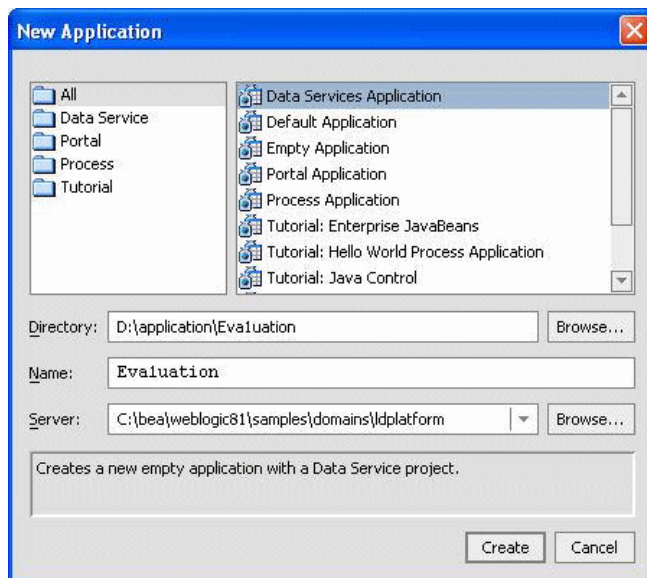 New Application
All
Data Service
Portal
Process
Tutorial
Data Services Application
Default Application
Empty Application
Portal Application
Process Application
Tutorial: Enterprise JavaBeans
Tutorial: Hello World Process Application
Tutorial: Java Control
Directory: D:\application\Eva1uation Browse...
Name: Eva1uation
Server: C:\bea\weblogic81\samples\domains\ldplatform Browse...
Creates a new empty application with a Data Service project.
Create Cancel